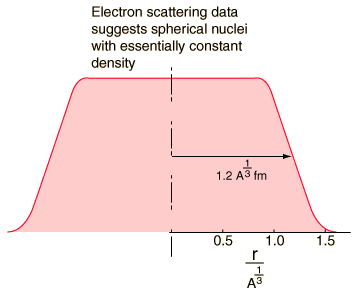 Electron scattering data
suggests spherical nuclei
with essentially constant
density
1.2 A^{1/3} fm
0.5 1.0 1.5
r
A^{1/3}